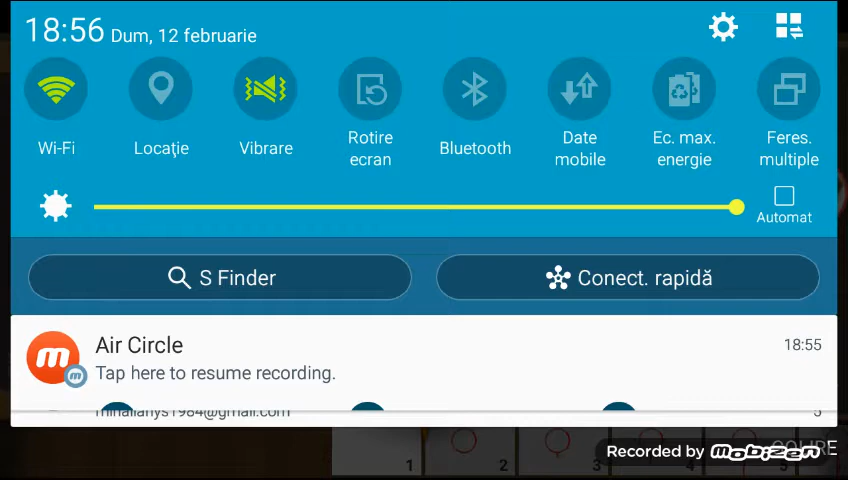 18:56 Dum, 12 februarie
Wi-Fi
Locaţie
Vibrare
Rotire
ecran
Bluetooth
Date
mobile
Ec. max.
energie
Feres.
multiple
Automat
S Finder
Conect. rapidă
Air Circle
18:55
Tap here to resume recording.
Recorded by mobizen
1
2
3
5